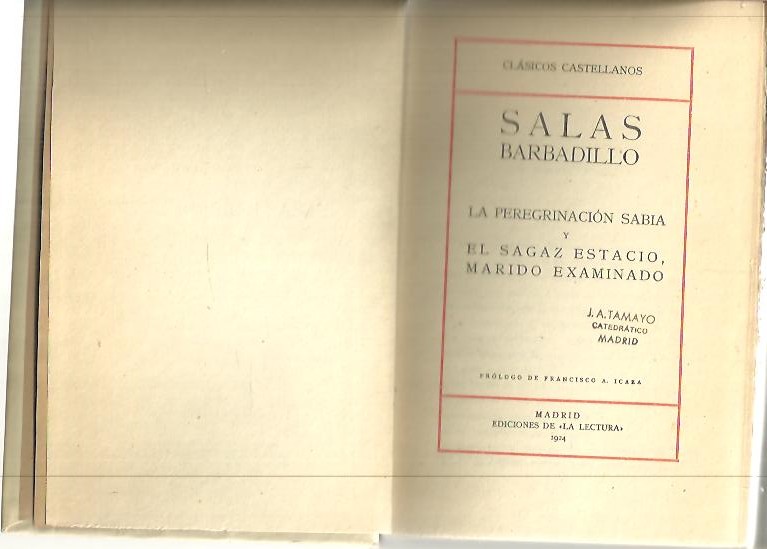 CLÁSICOS CASTELLANOS
SALAS
BARBADILLO
LA PEREGRINACIÓN SABIA
Y
EL SAGAZ ESTACIO,
MARIDO EXAMINADO
J. A. TAMAYO
CATEDRÁTICO
MADRID
PRÓLOGO DE FRANCISCO A. ICAZA
MADRID
EDICIONES DE «LA LECTURA»
1924